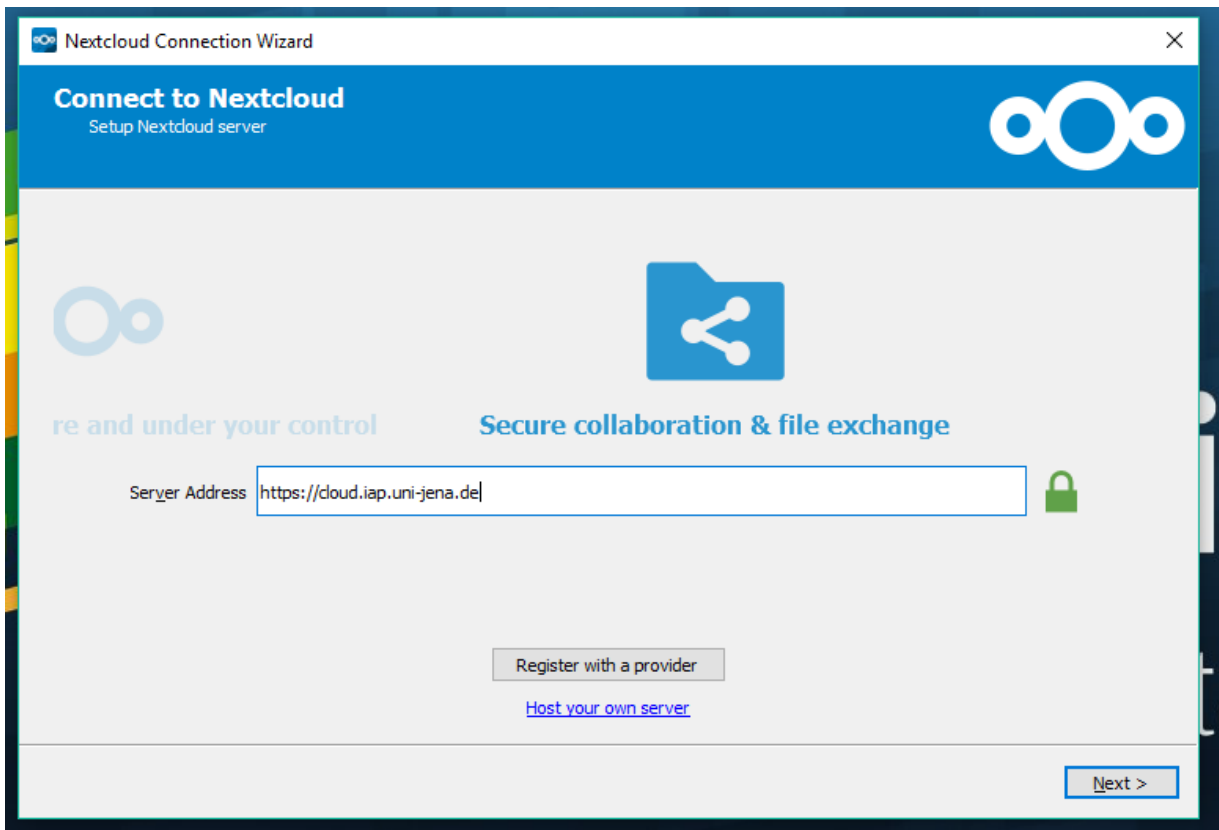 Nextcloud Connection Wizard
Connect to Nextcloud
Setup Nextcloud server
re and under your control
Secure collaboration & file exchange
Server Address https://cloud.iap.uni-jena.de
Register with a provider
Host your own server
Next >